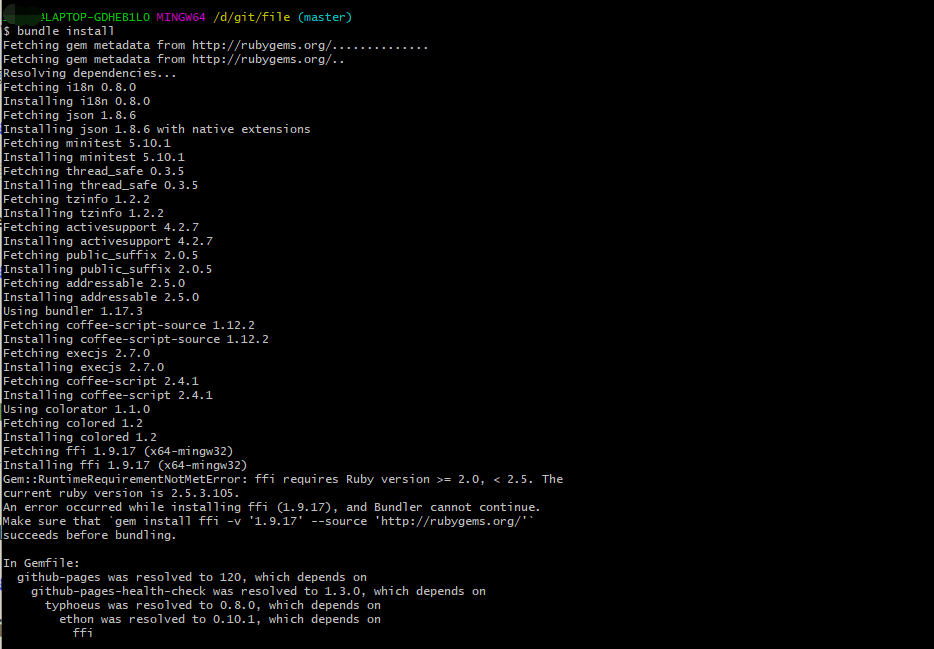 @LAPTOP-GDHEB1L0 MINGW64 /d/git/file (master)
$ bundle install
Fetching gem metadata from http://rubygems.org/..............
Fetching gem metadata from http://rubygems.org/..
Resolving dependencies...
Fetching i18n 0.8.0
Installing i18n 0.8.0
Fetching json 1.8.6
Installing json 1.8.6 with native extensions
Fetching minitest 5.10.1
Installing minitest 5.10.1
Fetching thread_safe 0.3.5
Installing thread_safe 0.3.5
Fetching tzinfo 1.2.2
Installing tzinfo 1.2.2
Fetching activesupport 4.2.7
Installing activesupport 4.2.7
Fetching public_suffix 2.0.5
Installing public_suffix 2.0.5
Fetching addressable 2.5.0
Installing addressable 2.5.0
Using bundler 1.17.3
Fetching coffee-script-source 1.12.2
Installing coffee-script-source 1.12.2
Fetching execjs 2.7.0
Installing execjs 2.7.0
Fetching coffee-script 2.4.1
Installing coffee-script 2.4.1
Using colorator 1.1.0
Fetching colored 1.2
Installing colored 1.2
Fetching ffi 1.9.17 (x64-mingw32)
Installing ffi 1.9.17 (x64-mingw32)
Gem::RuntimeRequirementNotMetError: ffi requires Ruby version >= 2.0, < 2.5. The
current ruby version is 2.5.3.105.
An error occurred while installing ffi (1.9.17), and Bundler cannot continue.
Make sure that `gem install ffi -v '1.9.17' --source 'http://rubygems.org/'`
succeeds before bundling.
In Gemfile:
github-pages was resolved to 120, which depends on
github-pages-health-check was resolved to 1.3.0, which depends on
typhoeus was resolved to 0.8.0, which depends on
ethon was resolved to 0.10.1, which depends on
ffi